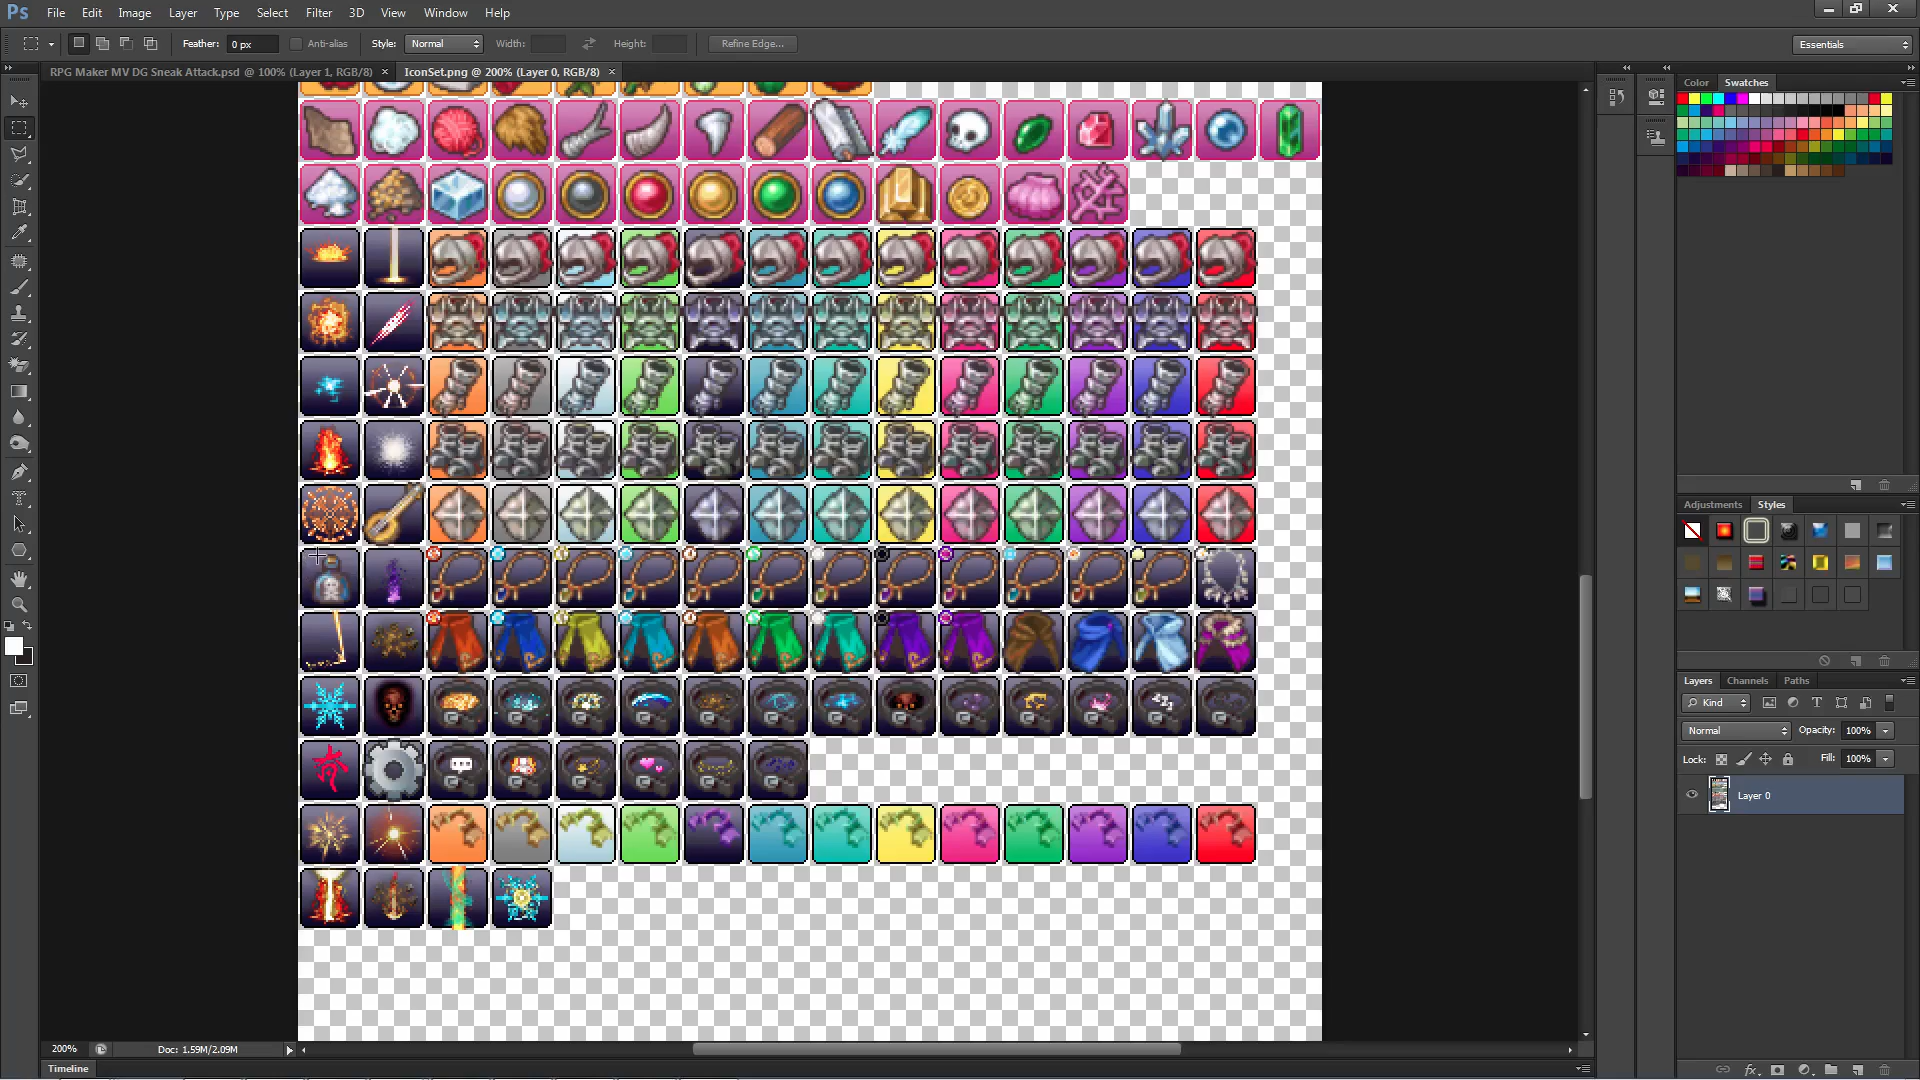 Ps File Edit Image Layer Type Select Filter 3D View Window Help
Feather: 0 px Anti-alias Style: Normal Width: Height: Refine Edge... Essentials
RPG Maker MV DG Sneak Attack.psd @ 100% (Layer 1, RGB/8) × IconSet.png @ 200% (Layer 0, RGB/8) ×
Color Swatches
Adjustments Styles
Layers Channels Paths
Kind
Normal Opacity: 100%
Lock: Fill: 100%
Layer 0
200% Doc: 1.59M/2.09M
Timeline
fx